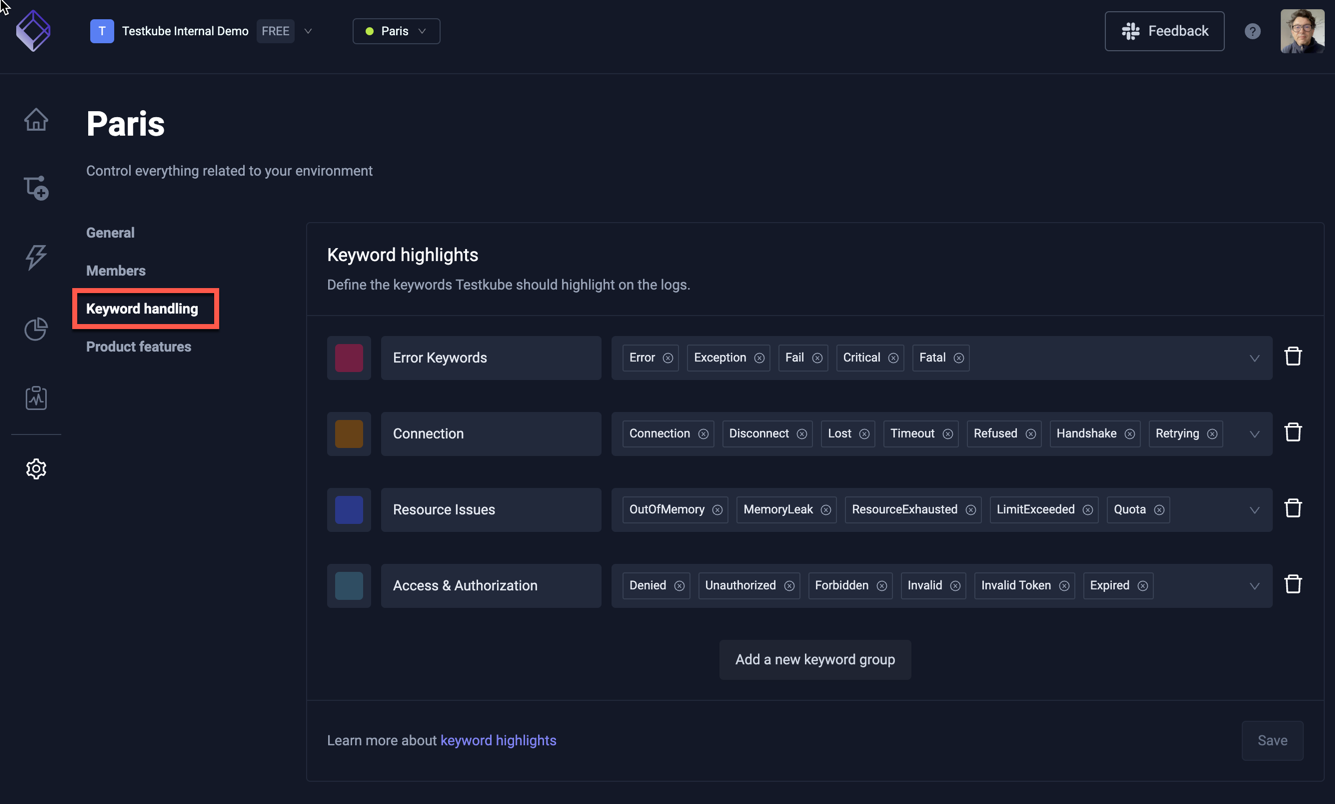 T Testkube Internal Demo FREE Paris Feedback ?
Paris
Control everything related to your environment
General
Members
Keyword handling
Product features
Keyword highlights
Define the keywords Testkube should highlight on the logs.
Error Keywords Error Exception Fail Critical Fatal
Connection Connection Disconnect Lost Timeout Refused Handshake Retrying
Resource Issues OutOfMemory MemoryLeak ResourceExhausted LimitExceeded Quota
Access & Authorization Denied Unauthorized Forbidden Invalid Invalid Token Expired
Add a new keyword group
Learn more about keyword highlights Save